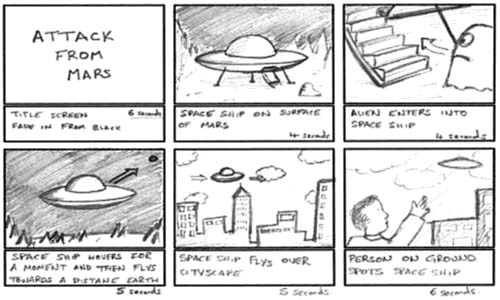 ATTACK
FROM
MARS
TITLE SCREEN 6 seconds
FADE IN FROM BLACK
SPACE SHIP ON SURFACE
OF MARS
4 seconds
ALIEN ENTERS INTO
SPACE SHIP
4 seconds
SPACE SHIP HOVERS FOR
A MOMENT AND THEN FLYS
TOWARDS A DISTANE EARTH
5 seconds
SPACE SHIP FLYS OVER
CITYSCAPE
5 seconds
PERSON ON GROUND
SPOTS SPACE SHIP
6 seconds